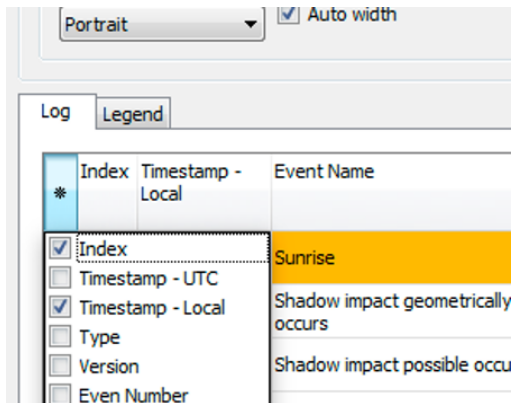 Portrait
Auto width
Log
Legend
Index
Timestamp -
Local
Event Name
*
Index
Timestamp - UTC
Timestamp - Local
Type
Version
Even Number
Sunrise
Shadow impact geometrically
occurs
Shadow impact possible occu